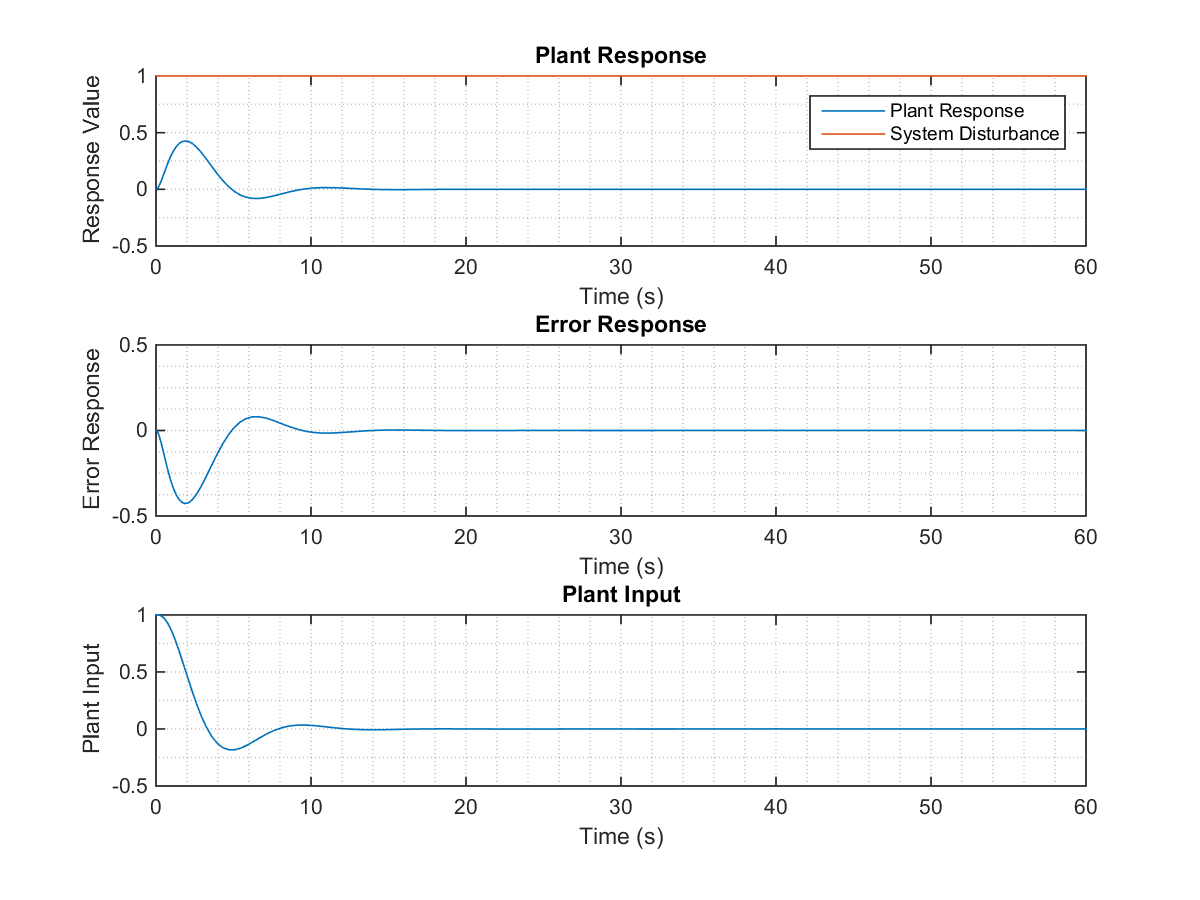 Plant Response
Response Value
1
0.5
0
-0.5
Plant Response
System Disturbance
0 10 20 30 40 50 60
Time (s)
Error Response
Error Response
0.5
0
-0.5
0 10 20 30 40 50 60
Time (s)
Plant Input
Plant Input
1
0.5
0
-0.5
0 10 20 30 40 50 60
Time (s)